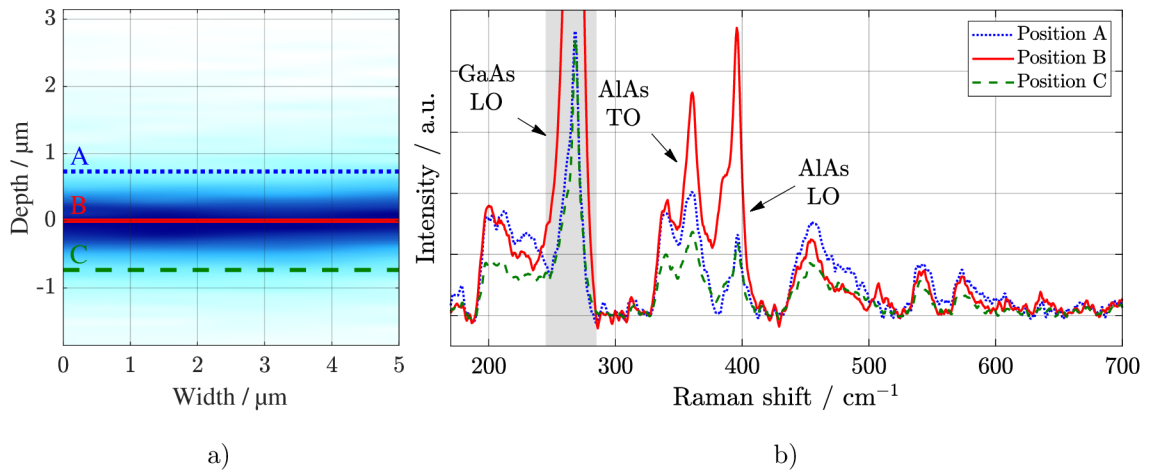 3
2
1
0
-1
Depth / µm
A
B
C
0
1
2
3
4
5
Width / µm
a)
Intensity / a.u.
GaAs
LO
AlAs
TO
AlAs
LO
Position A
Position B
Position C
200
300
400
500
600
700
Raman shift / cm⁻¹
b)